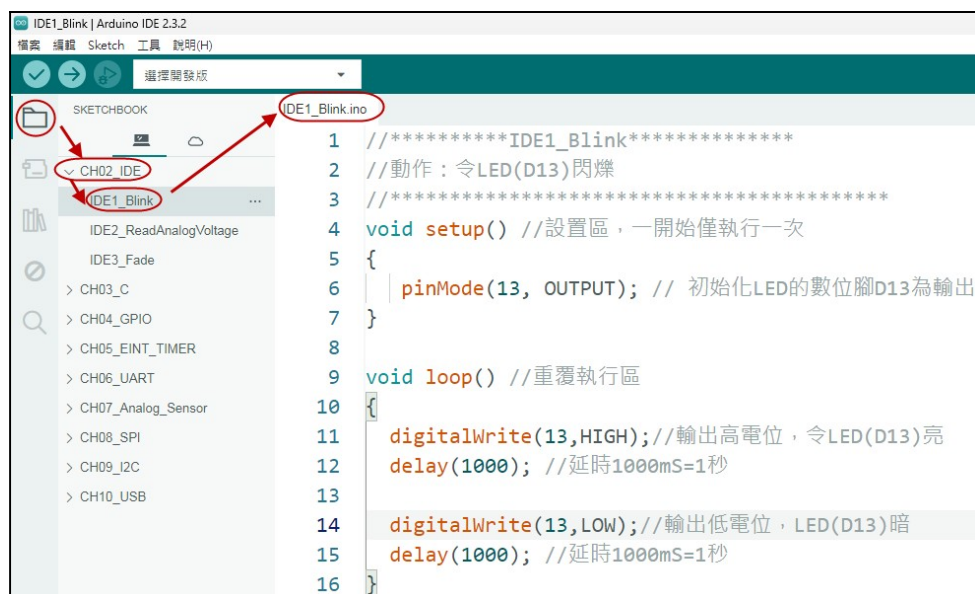 IDE1_Blink | Arduino IDE 2.3.2
檔案 編輯 Sketch 工具 說明(H)
選擇開發版
SKETCHBOOK
CH02_IDE
IDE1_Blink ...
IDE2_ReadAnalogVoltage
IDE3_Fade
CH03_C
CH04_GPIO
CH05_EINT_TIMER
CH06_UART
CH07_Analog_Sensor
CH08_SPI
CH09_I2C
CH10_USB
IDE1_Blink.ino
1 //**********IDE1_Blink**************
2 //動作：令LED(D13)閃爍
3 //******************************************
4 void setup() //設置區，一開始僅執行一次
5 {
6 pinMode(13, OUTPUT); // 初始化LED的數位腳D13為輸出
7 }
8
9 void loop() //重覆執行區
10 {
11 digitalWrite(13,HIGH);//輸出高電位，令LED(D13)亮
12 delay(1000); //延時1000mS=1秒
13
14 digitalWrite(13,LOW);//輸出低電位，LED(D13)暗
15 delay(1000); //延時1000mS=1秒
16 }